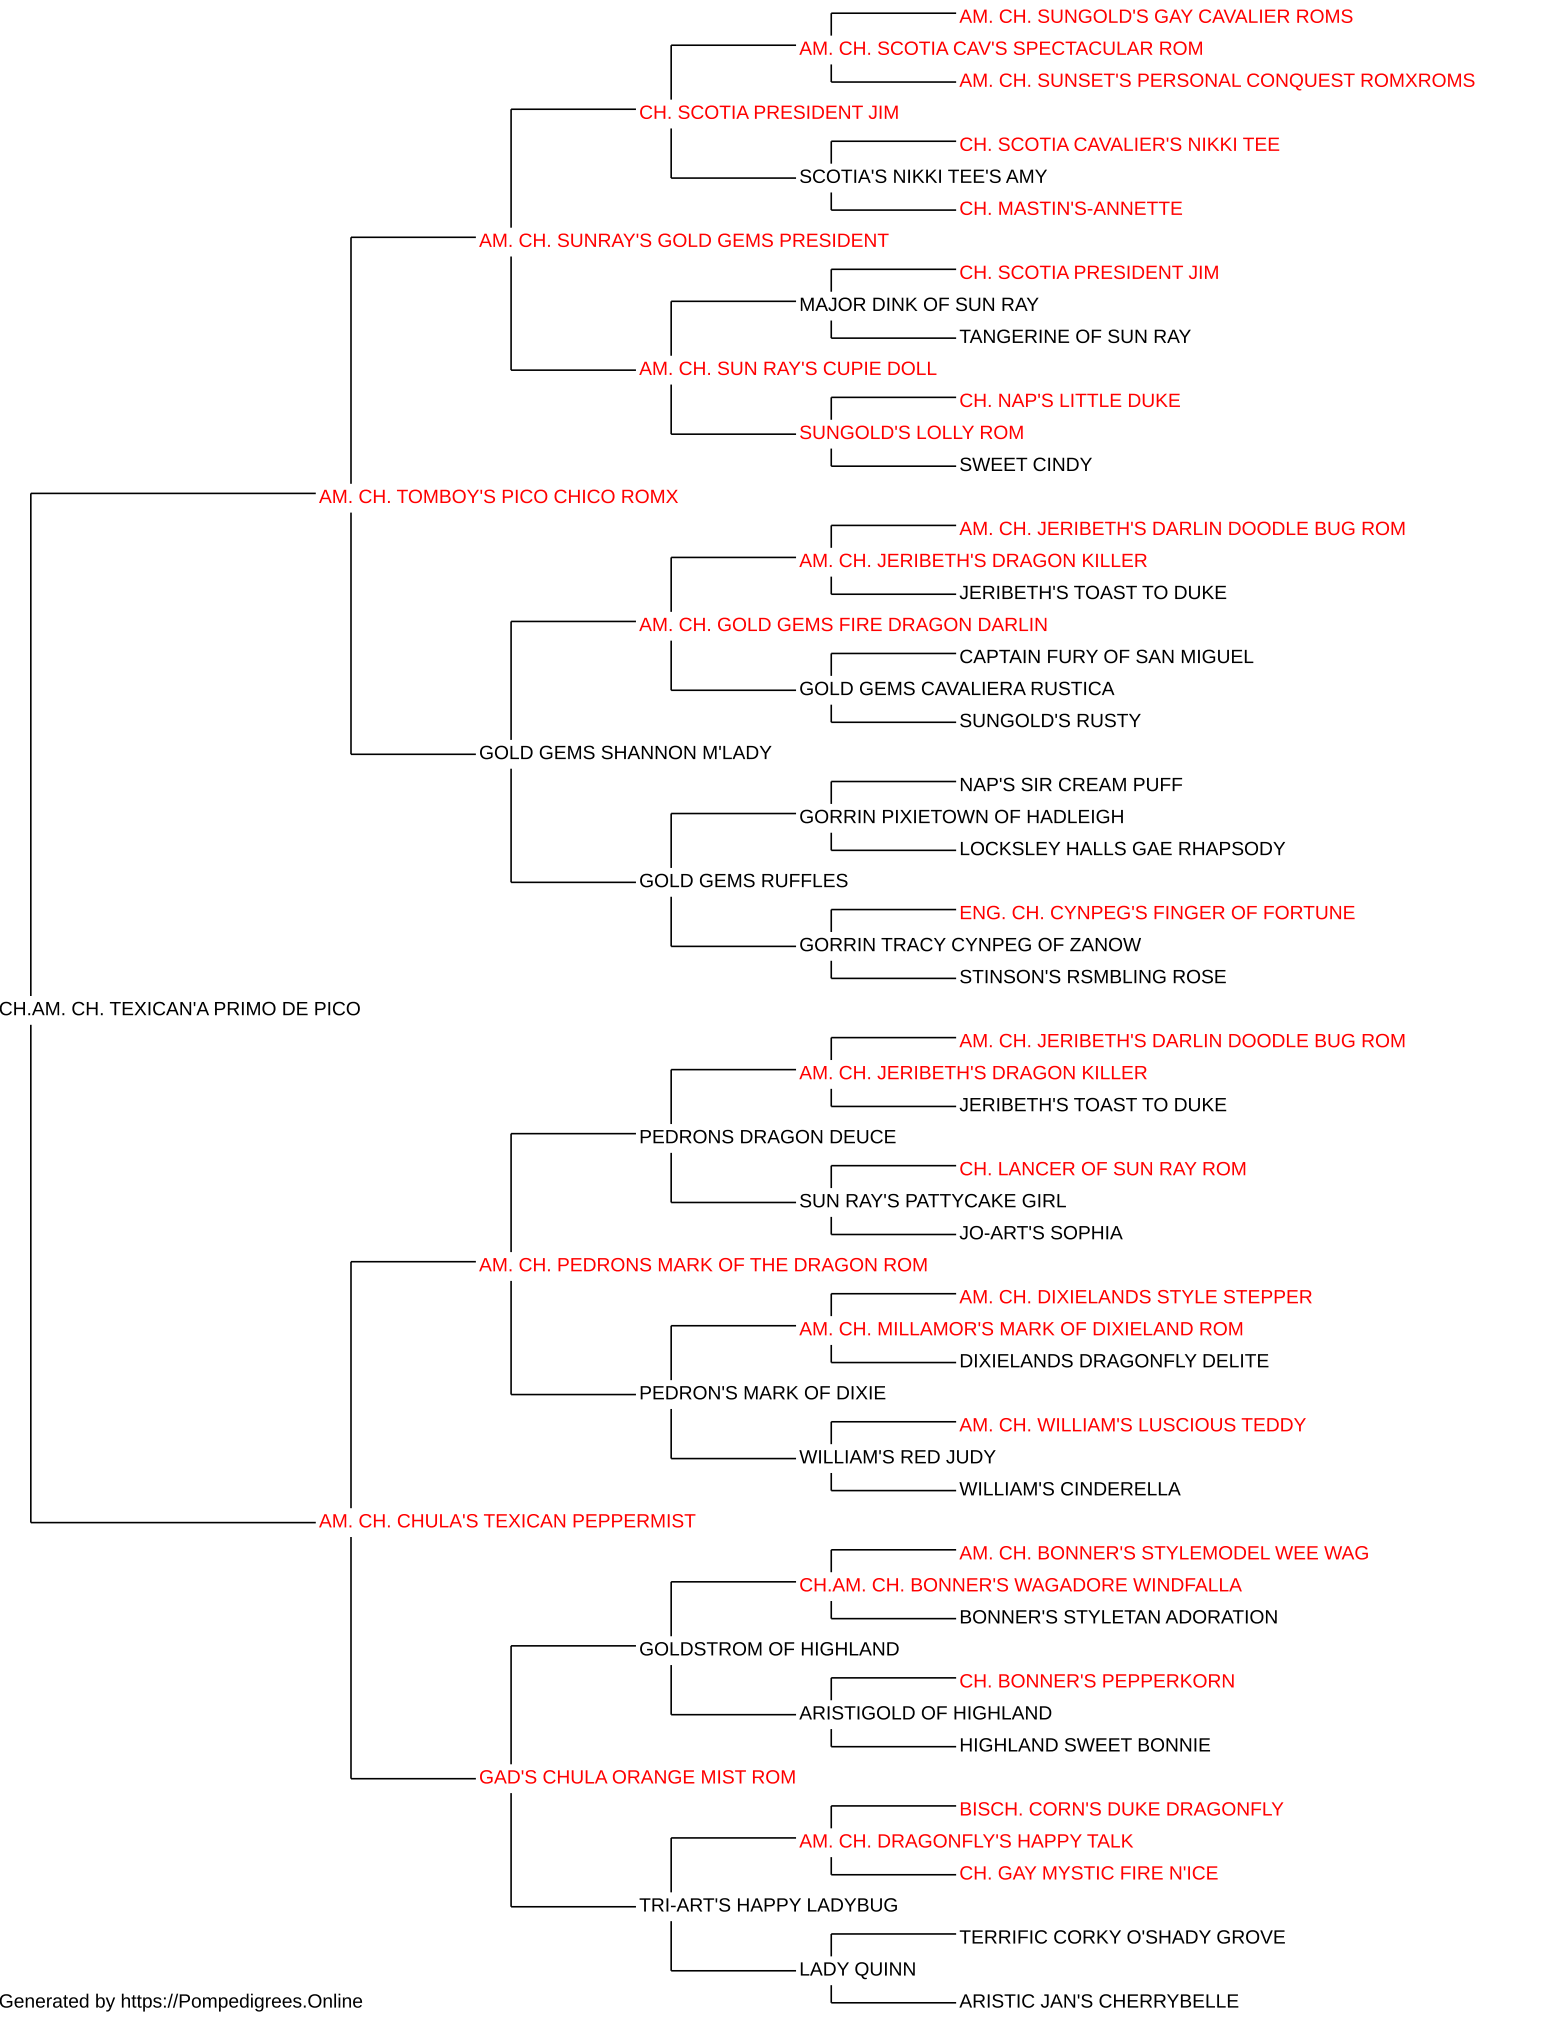 AM. CH. SUNGOLD'S GAY CAVALIER ROMS
AM. CH. SCOTIA CAV'S SPECTACULAR ROM
AM. CH. SUNSET'S PERSONAL CONQUEST ROMXROMS
CH. SCOTIA PRESIDENT JIM
CH. SCOTIA CAVALIER'S NIKKI TEE
SCOTIA'S NIKKI TEE'S AMY
CH. MASTIN'S-ANNETTE
AM. CH. SUNRAY'S GOLD GEMS PRESIDENT
CH. SCOTIA PRESIDENT JIM
MAJOR DINK OF SUN RAY
TANGERINE OF SUN RAY
AM. CH. SUN RAY'S CUPIE DOLL
CH. NAP'S LITTLE DUKE
SUNGOLD'S LOLLY ROM
SWEET CINDY
AM. CH. TOMBOY'S PICO CHICO ROMX
AM. CH. JERIBETH'S DARLIN DOODLE BUG ROM
AM. CH. JERIBETH'S DRAGON KILLER
JERIBETH'S TOAST TO DUKE
AM. CH. GOLD GEMS FIRE DRAGON DARLIN
CAPTAIN FURY OF SAN MIGUEL
GOLD GEMS CAVALIERA RUSTICA
SUNGOLD'S RUSTY
GOLD GEMS SHANNON M'LADY
NAP'S SIR CREAM PUFF
GORRIN PIXIETOWN OF HADLEIGH
LOCKSLEY HALLS GAE RHAPSODY
GOLD GEMS RUFFLES
ENG. CH. CYNPEG'S FINGER OF FORTUNE
GORRIN TRACY CYNPEG OF ZANOW
STINSON'S RSMBLING ROSE
CH.AM. CH. TEXICAN'A PRIMO DE PICO
AM. CH. JERIBETH'S DARLIN DOODLE BUG ROM
AM. CH. JERIBETH'S DRAGON KILLER
JERIBETH'S TOAST TO DUKE
PEDRONS DRAGON DEUCE
CH. LANCER OF SUN RAY ROM
SUN RAY'S PATTYCAKE GIRL
JO-ART'S SOPHIA
AM. CH. PEDRONS MARK OF THE DRAGON ROM
AM. CH. DIXIELANDS STYLE STEPPER
AM. CH. MILLAMOR'S MARK OF DIXIELAND ROM
DIXIELANDS DRAGONFLY DELITE
PEDRON'S MARK OF DIXIE
AM. CH. WILLIAM'S LUSCIOUS TEDDY
WILLIAM'S RED JUDY
WILLIAM'S CINDERELLA
AM. CH. CHULA'S TEXICAN PEPPERMIST
AM. CH. BONNER'S STYLEMODEL WEE WAG
CH.AM. CH. BONNER'S WAGADORE WINDFALLA
BONNER'S STYLETAN ADORATION
GOLDSTROM OF HIGHLAND
CH. BONNER'S PEPPERKORN
ARISTIGOLD OF HIGHLAND
HIGHLAND SWEET BONNIE
GAD'S CHULA ORANGE MIST ROM
BISCH. CORN'S DUKE DRAGONFLY
AM. CH. DRAGONFLY'S HAPPY TALK
CH. GAY MYSTIC FIRE N'ICE
TRI-ART'S HAPPY LADYBUG
TERRIFIC CORKY O'SHADY GROVE
LADY QUINN
ARISTIC JAN'S CHERRYBELLE
Generated by https://Pompedigrees.Online